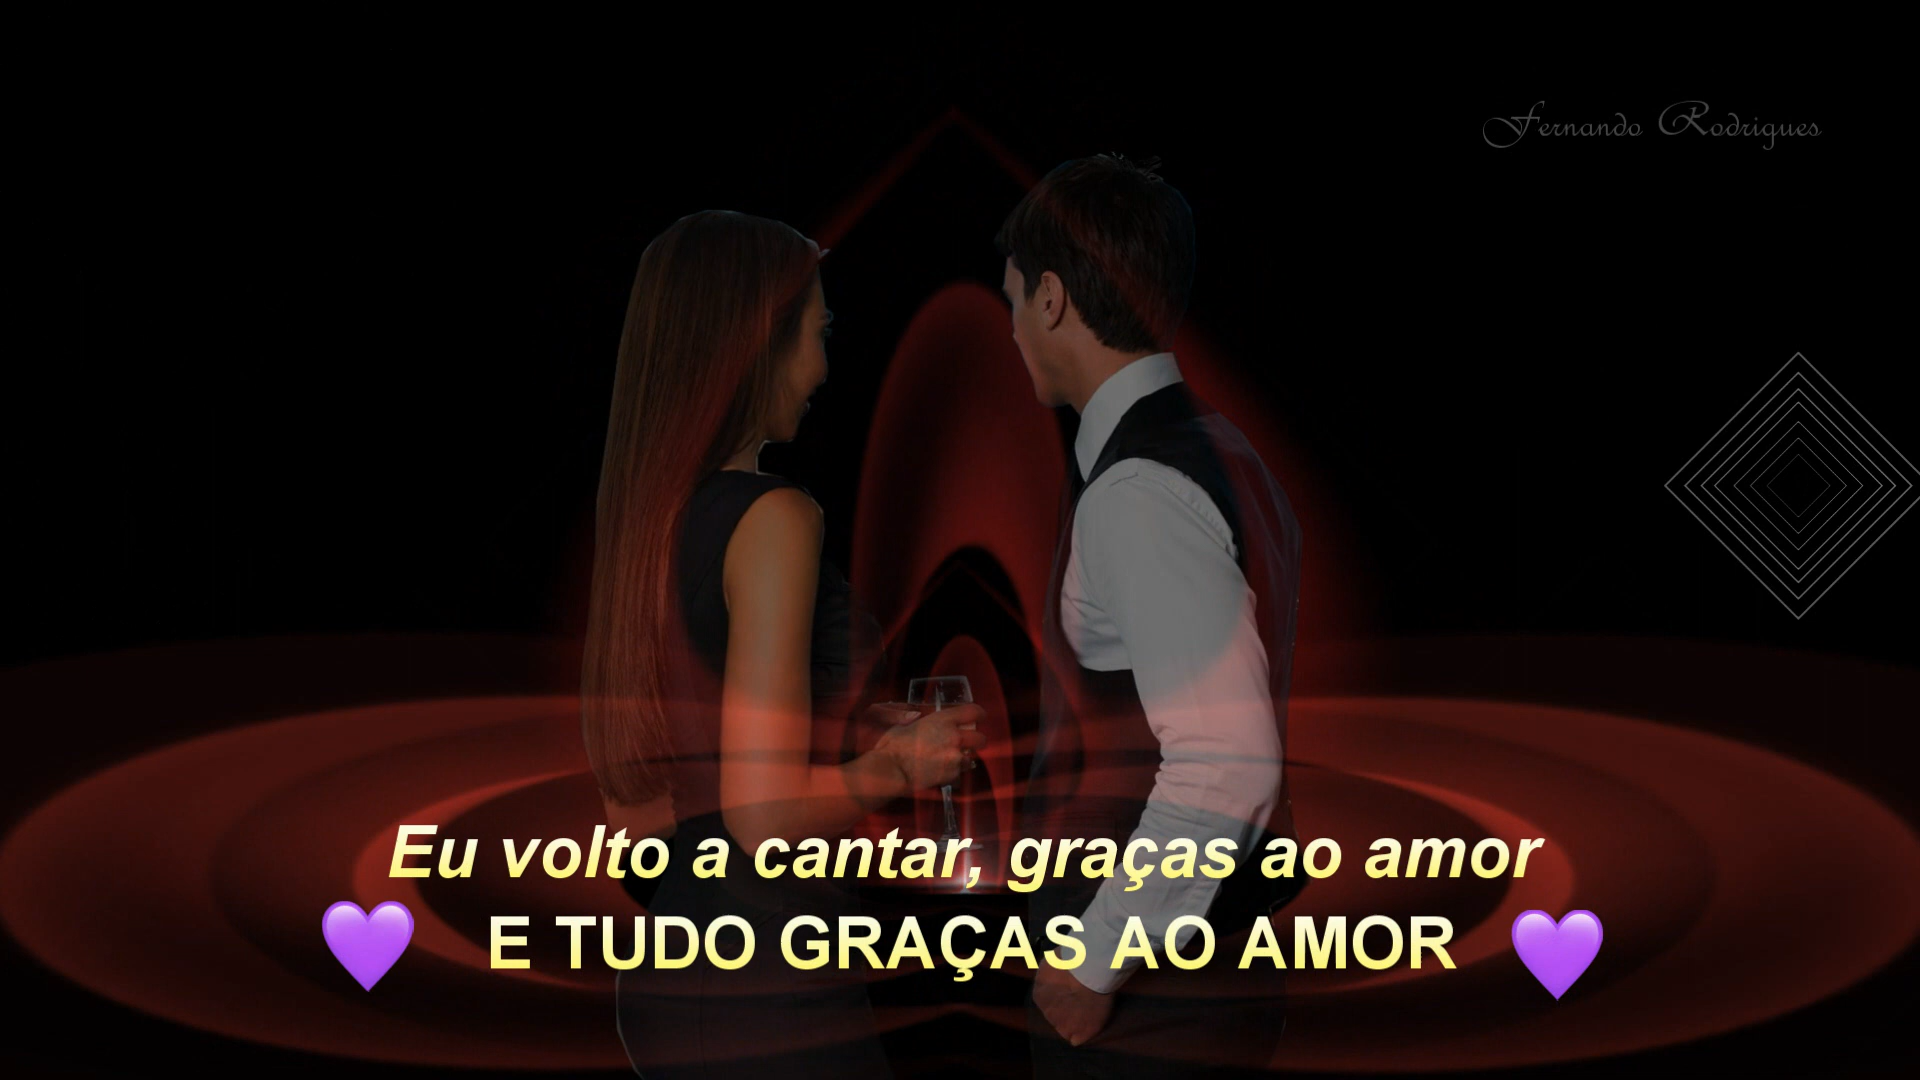 Fernando Rodrigues
Eu volto a cantar, graças ao amor
💜 E TUDO GRAÇAS AO AMOR 💜